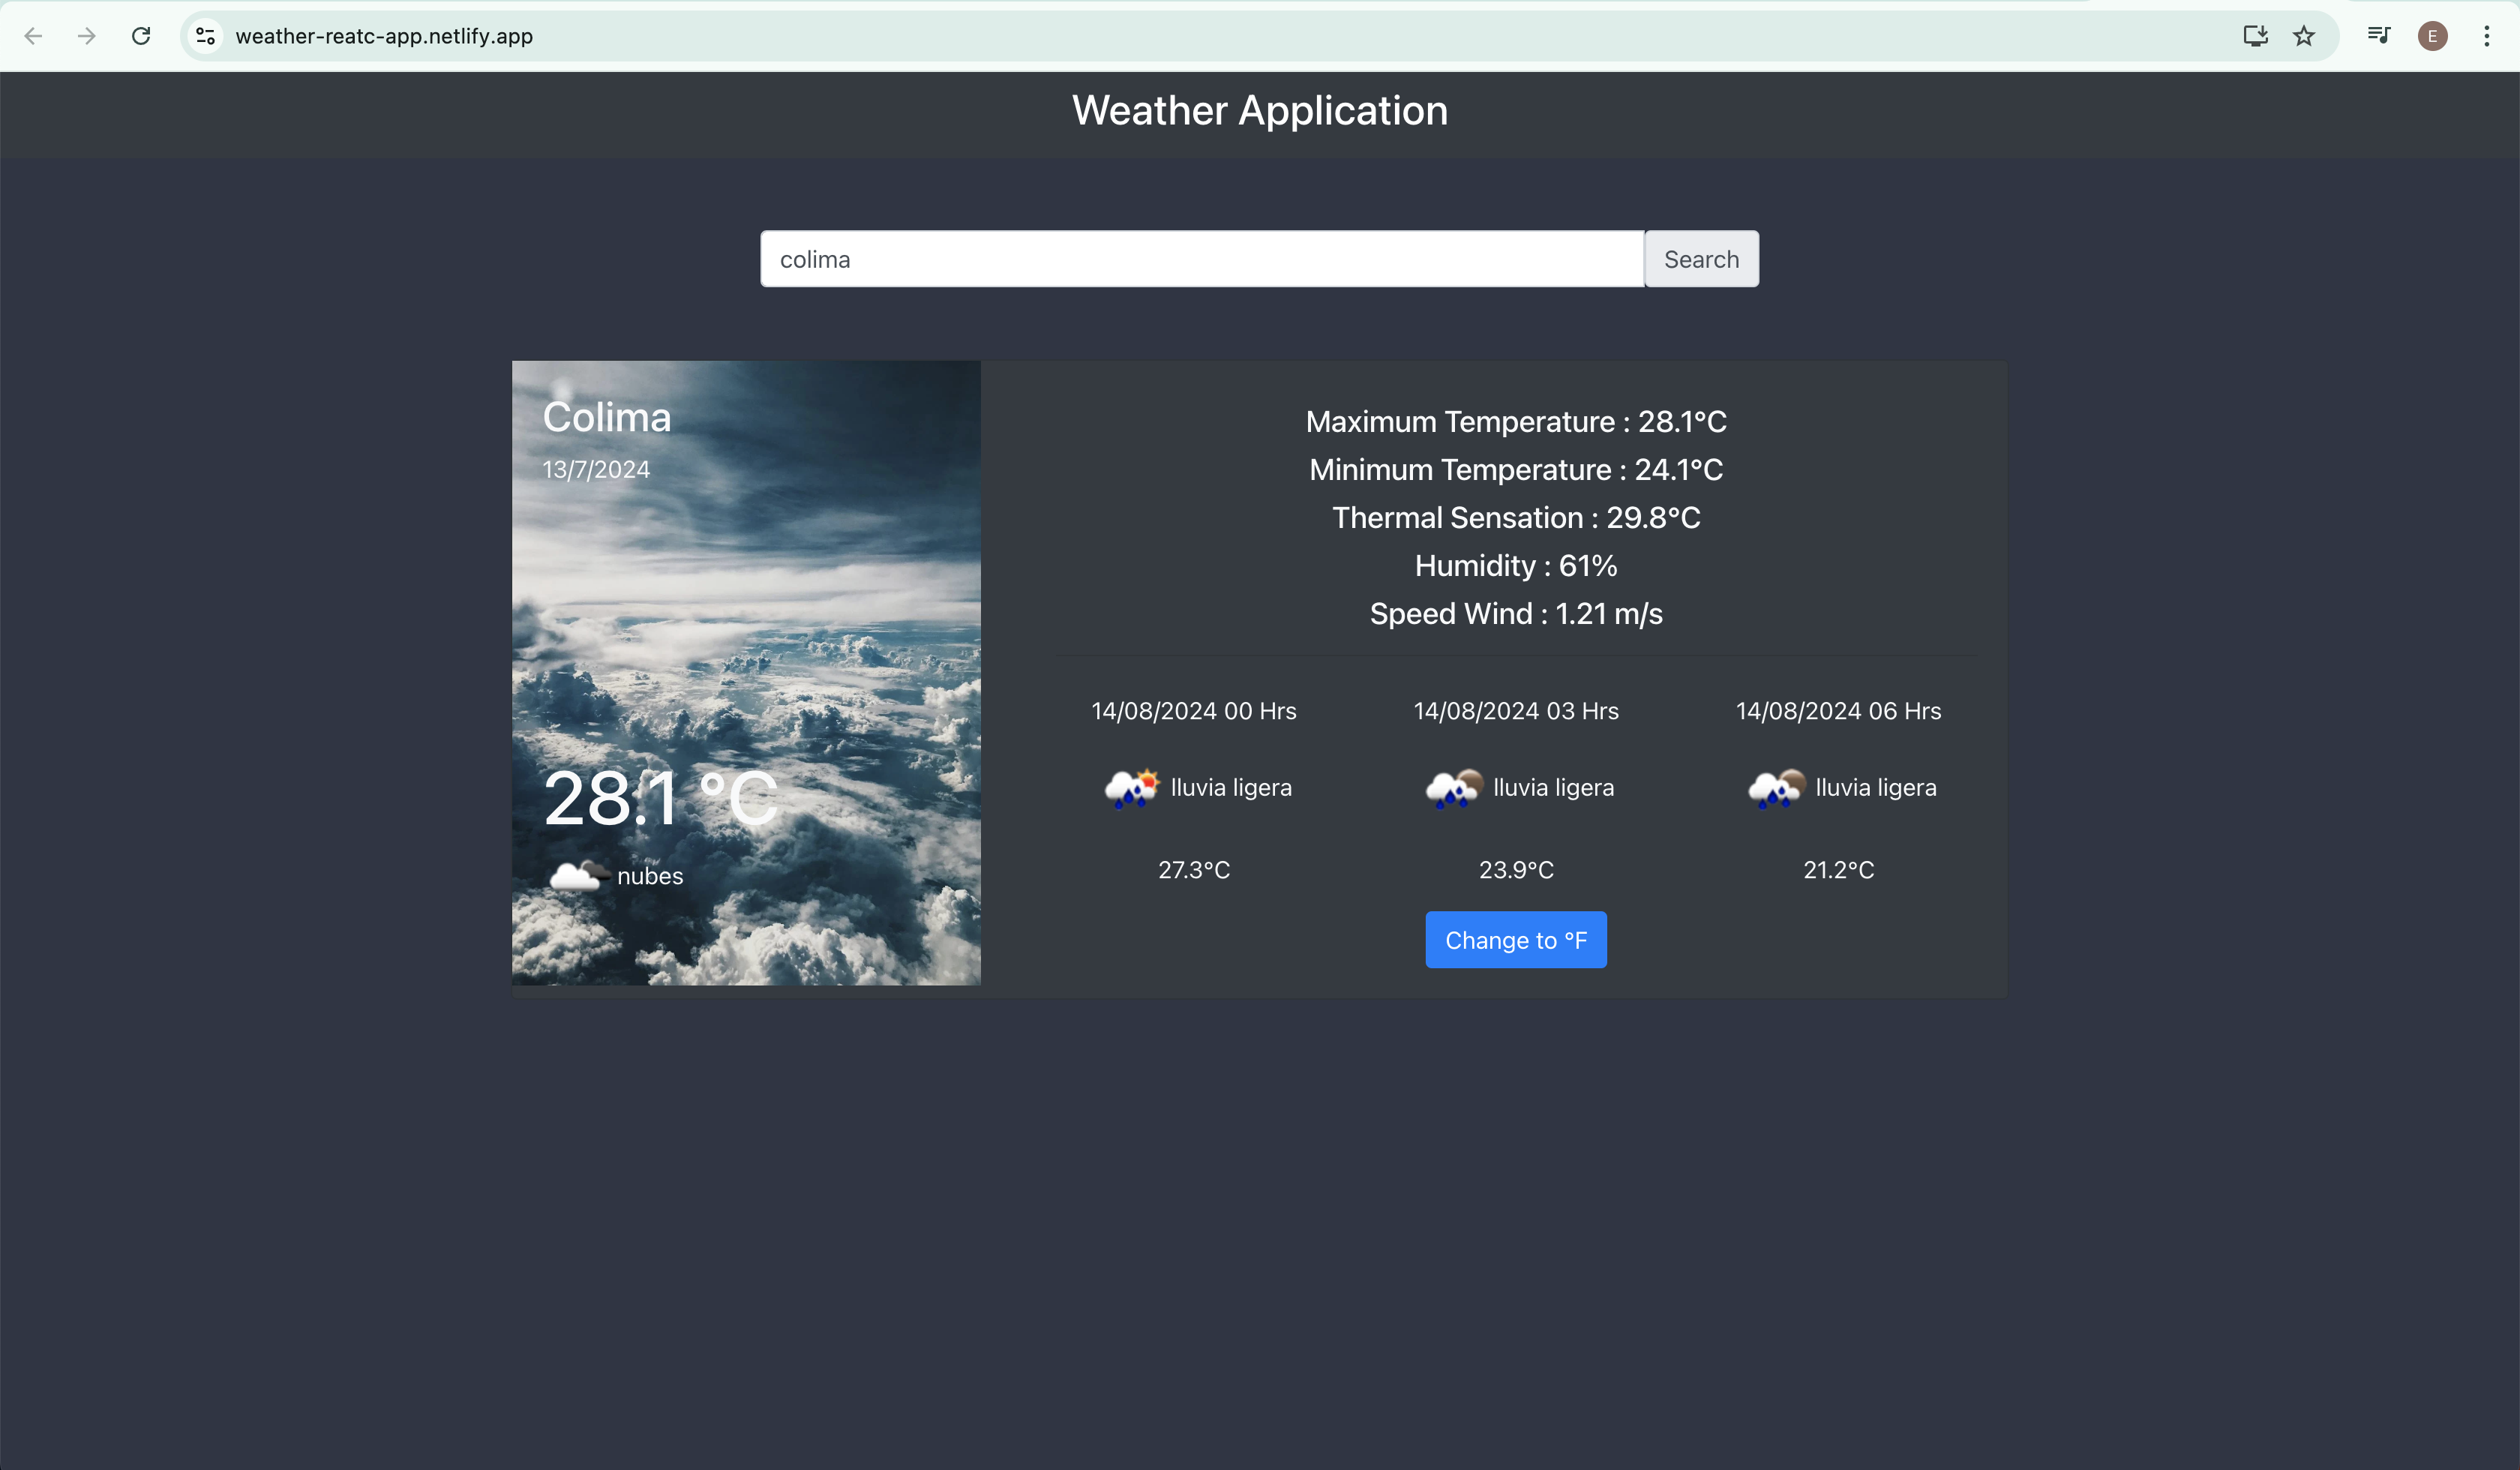 weather-reatc-app.netlify.app
E
Weather Application
colima
Search
Colima
13/7/2024
28.1 °C
nubes
Maximum Temperature : 28.1°C
Minimum Temperature : 24.1°C
Thermal Sensation : 29.8°C
Humidity : 61%
Speed Wind : 1.21 m/s
14/08/2024 00 Hrs
lluvia ligera
27.3°C
14/08/2024 03 Hrs
lluvia ligera
23.9°C
14/08/2024 06 Hrs
lluvia ligera
21.2°C
Change to °F